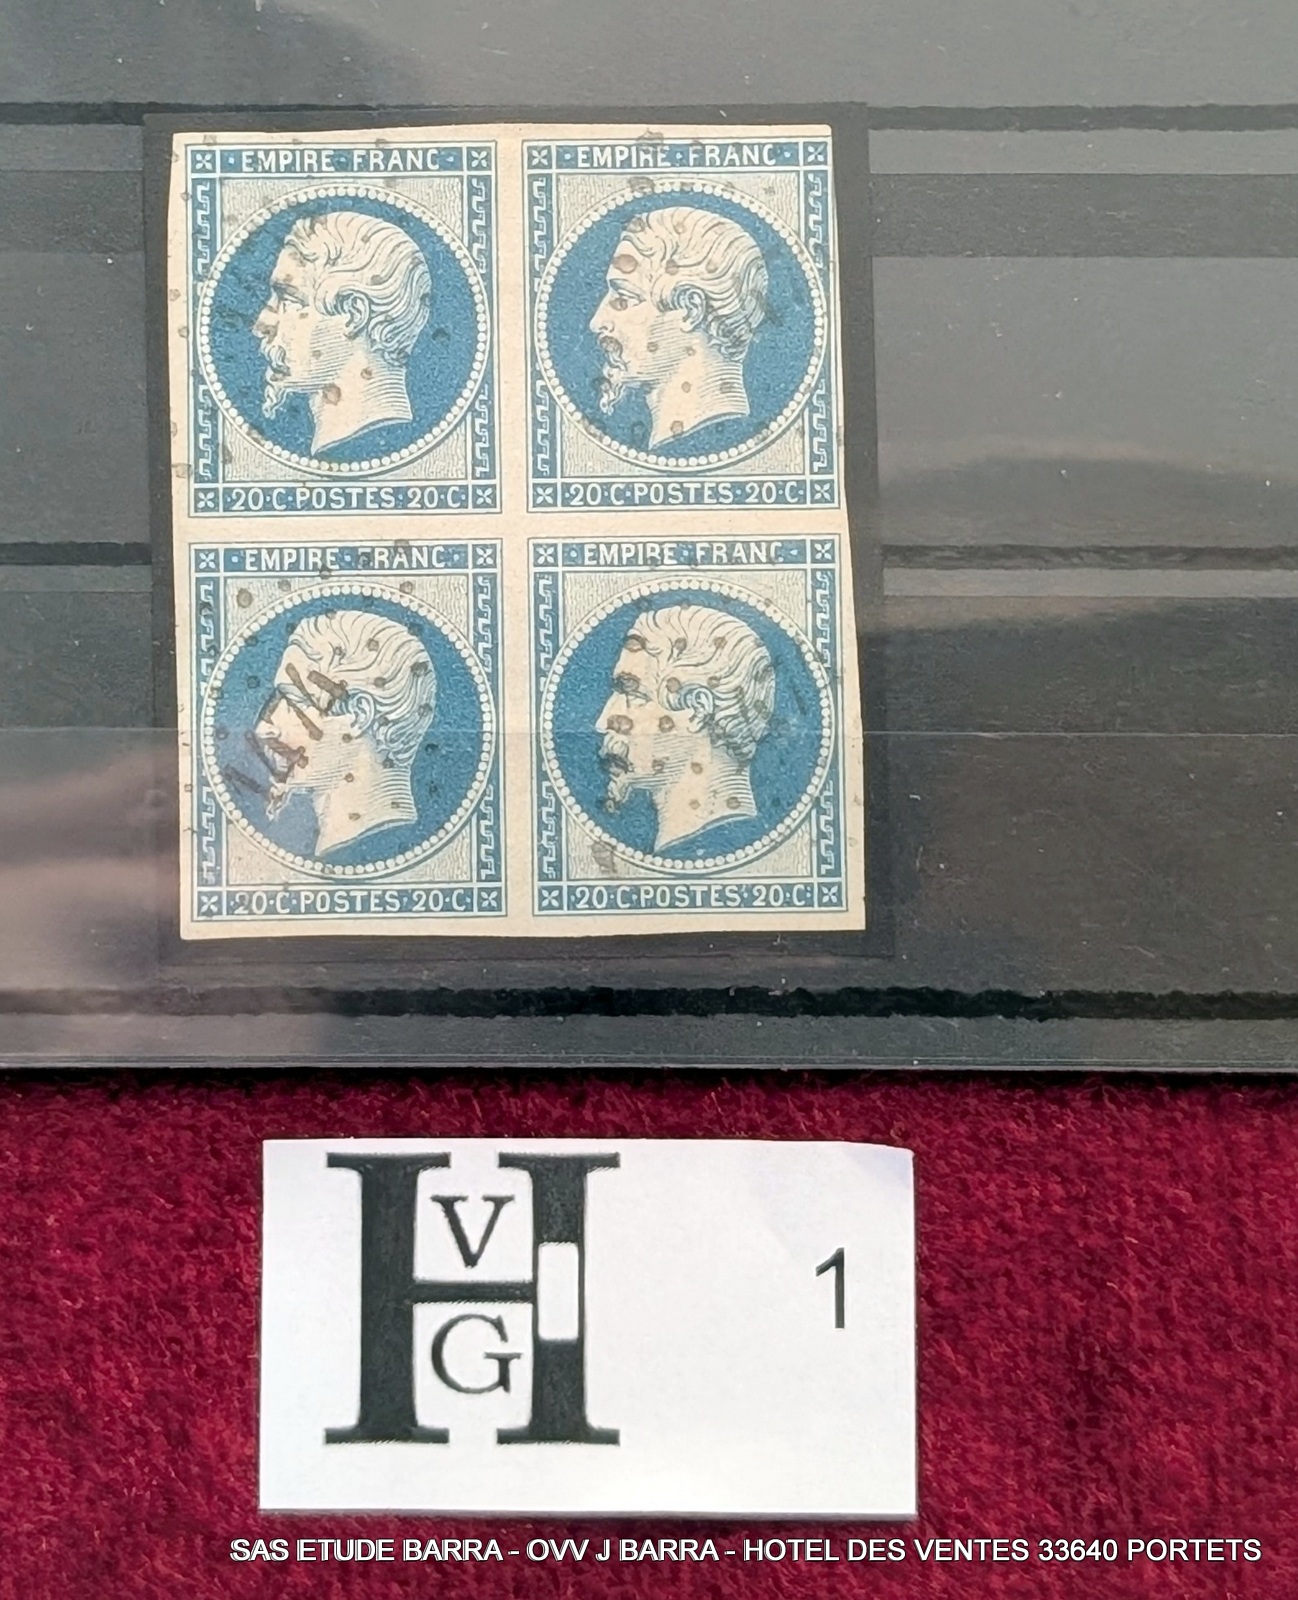 EMPIRE FRANC
EMPIRE FRANC
20·C·POSTES·20·C
20·C·POSTES·20·C
EMPIRE FRANC
EMPIRE FRANC
1474
20·C·POSTES·20·C
20·C·POSTES·20·C
H
V
G
1
SAS ETUDE BARRA - OVV J BARRA - HOTEL DES VENTES 33640 PORTETS